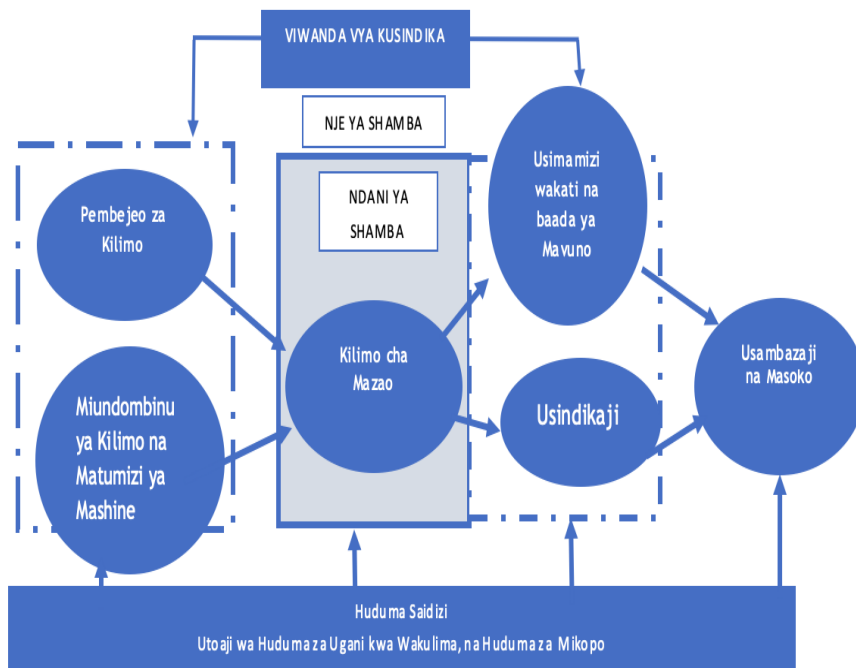 VIWANDA VYA KUSINDIKA
NJE YA SHAMBA
NDANI YA
SHAMBA
Pembejeo za
Kilimo
Usimamizi
wakati na
baada ya
Mavuno
Kilimo cha
Mazao
Usambazaji
na Masoko
Miundombinu
ya Kilimo na
Matumizi ya
Mashine
Usindikaji
Huduma Saidizi
Utoaji wa Huduma za Ugani kwa Wakulima, na Huduma za Mikopo